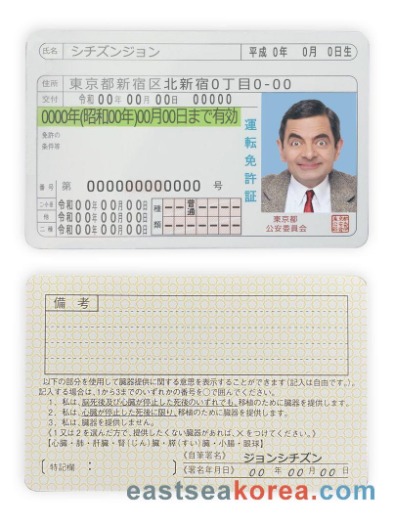 氏名 シチズンジョン 平成 0年 0月 0日生
住所 東京都新宿区北新宿0丁目0-00
交付 令和00年 00月 00日 00000
0000年(昭和00年)00月00日まで有効
免許の
条件等
運転免許証
番号 第 000000000000 号
二小原 令和00年 00月 00日
他 令和00年 00月 00日
二種 令和00年 00月 00日
種類 普通
東京都
公安委員会
備考
以下の部分を使用して臓器提供に関する意思を表示することができます(記入は自由です。)。
記入する場合は、1から3までのいずれかの番号を○で囲んでください。
1. 私は、脳死後及び心臓が停止した死後のいずれでも、移植のために臓器を提供します。
2. 私は、心臓が停止した死後に限り、移植のために臓器を提供します。
3. 私は、臓器を提供しません。
《1又は2を選んだ方で、提供したくない臓器があれば、×をつけてください。》
【心臓・肺・肝臓・腎(じん)臓・膵(すい)臓・小腸・眼球】
〔特記欄: 〕
《自筆署名》 ジョンシチズン
《署名年月日》 00 年 00 月 00 日
eastseakorea.com